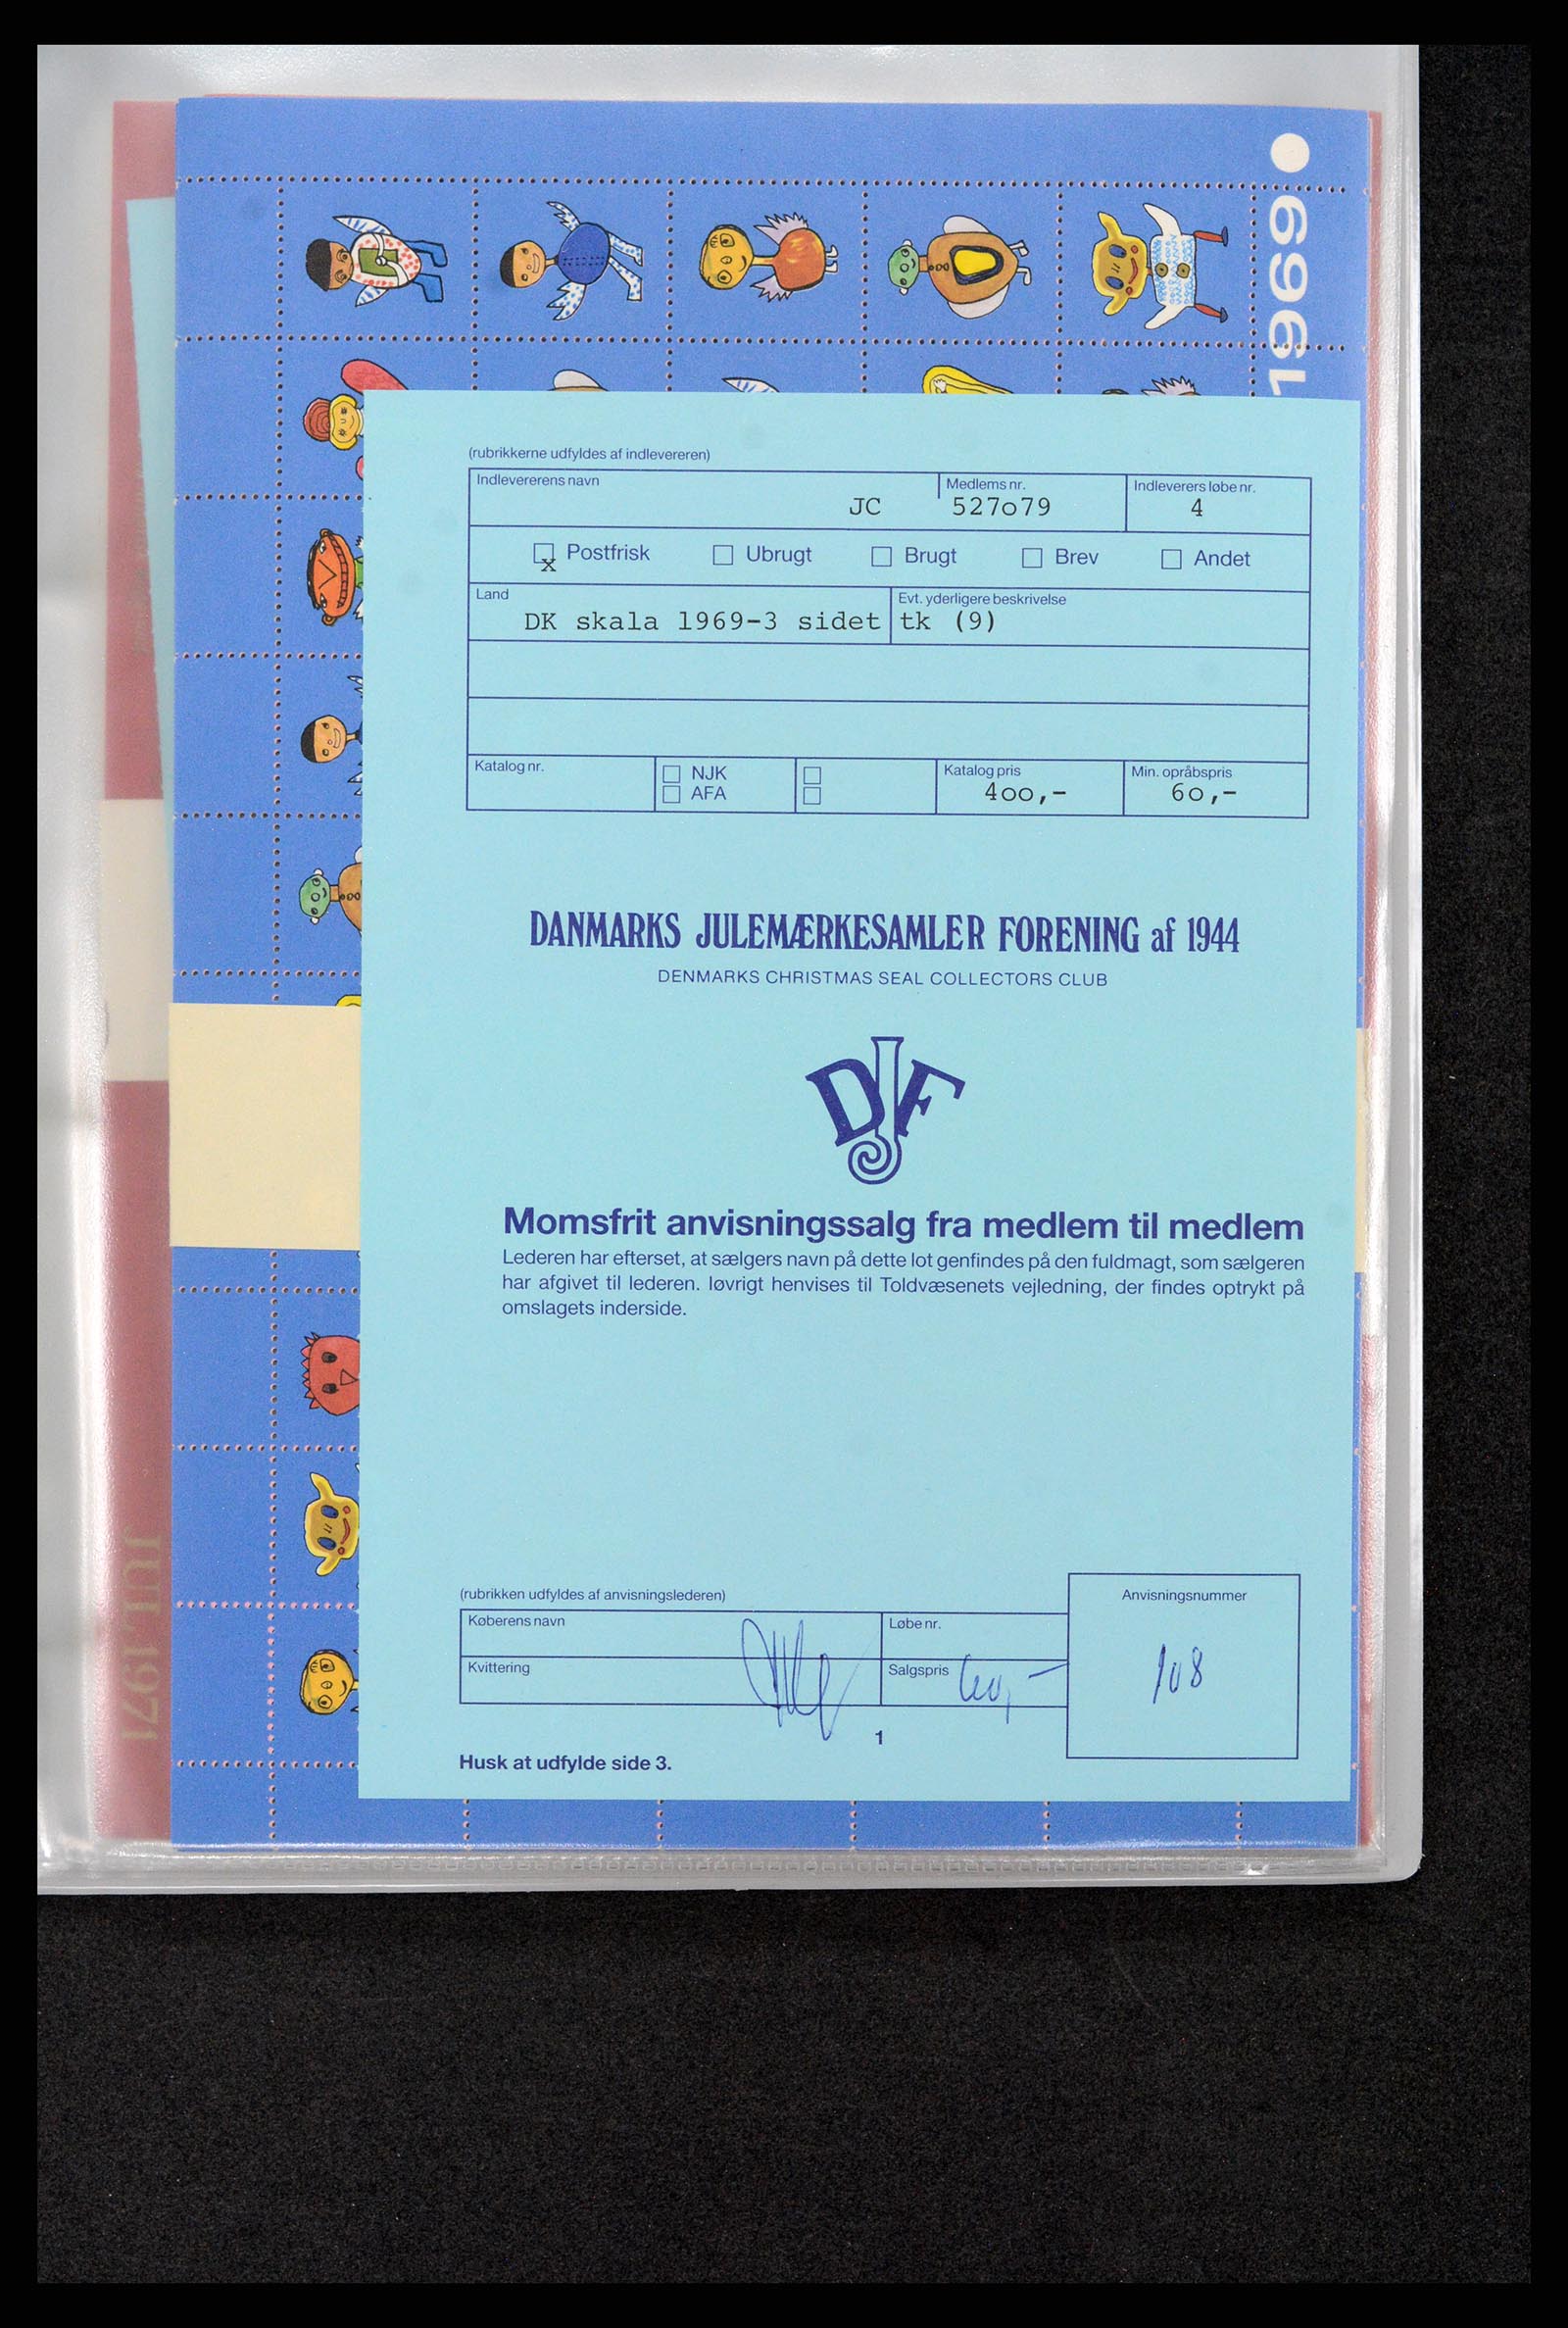 1969
(rubrikkerne udfyldes af indlevereren)
Indlevererens navn
Medlems nr.
Indleverers løbe nr.
JC
527o79
4
Postfrisk
Ubrugt
Brugt
Brev
Andet
x
Land
Evt. yderligere beskrivelse
DK skala 1969-3 sidet tk (9)
Katalog nr.
NJK
AFA
Katalog pris
Min. opråbspris
4oo,-
6o,-
DANMARKS JULEMÆRKESAMLER FORENING af 1944
DENMARKS CHRISTMAS SEAL COLLECTORS CLUB
DJF
Momsfrit anvisningssalg fra medlem til medlem
Lederen har efterset, at sælgers navn på dette lot genfindes på den fuldmagt, som sælgeren
har afgivet til lederen. Iøvrigt henvises til Toldvæsenets vejledning, der findes optrykt på
omslagets inderside.
(rubrikken udfyldes af anvisningslederen)
Anvisningsnummer
Køberens navn
Løbe nr.
Kvittering
Salgspris 60,-
108
1
Husk at udfylde side 3.
JUL 1971